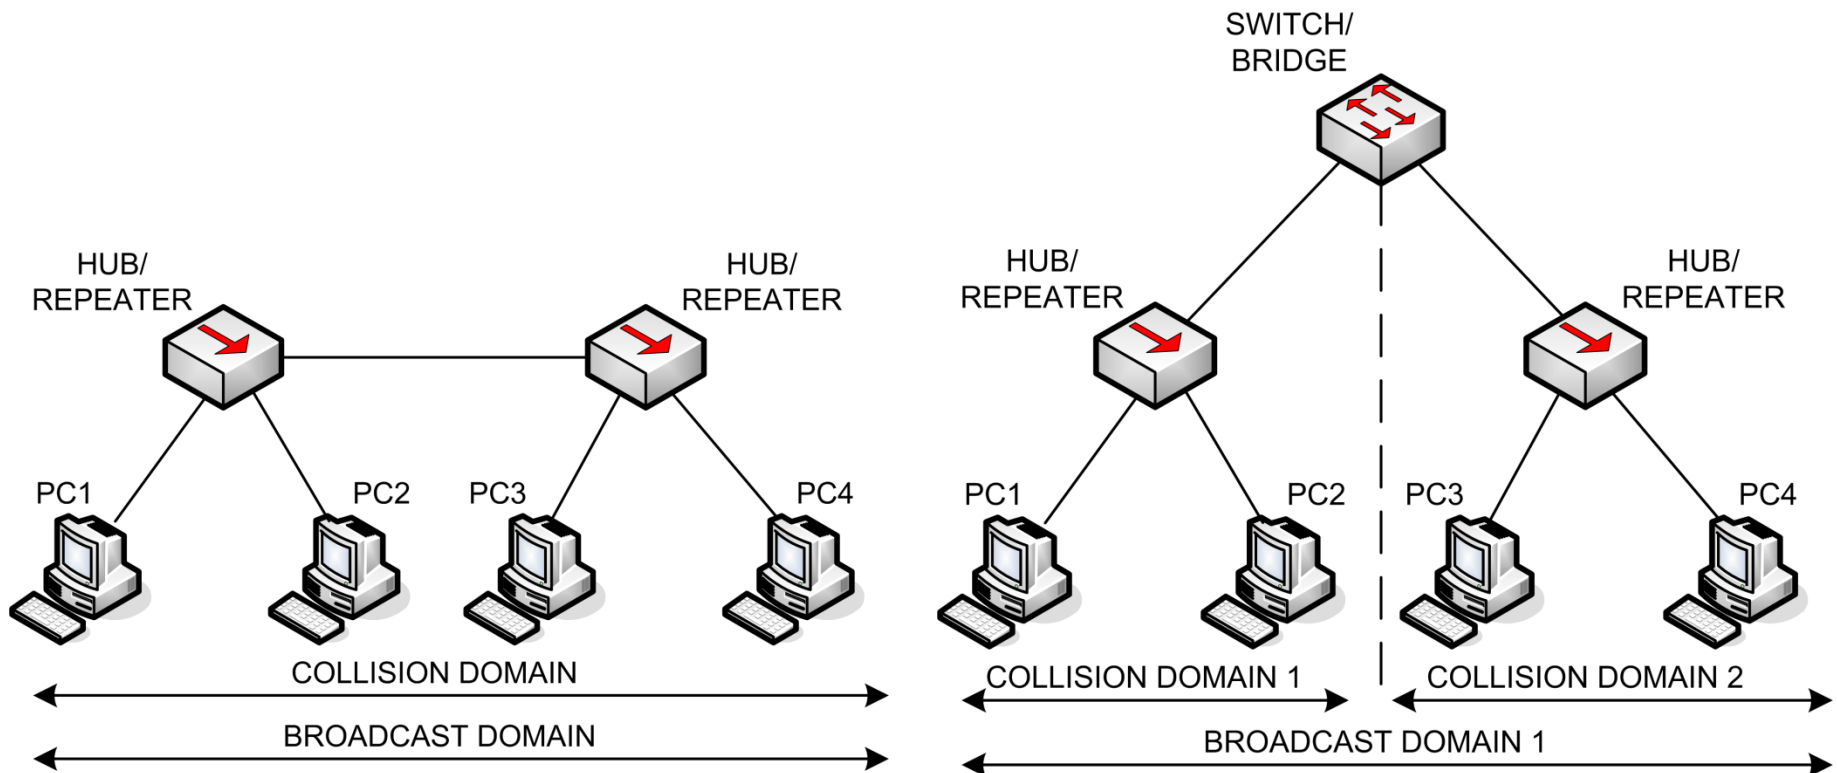 HUB/
REPEATER
HUB/
REPEATER
PC1
PC2
PC3
PC4
COLLISION DOMAIN
BROADCAST DOMAIN
SWITCH/
BRIDGE
HUB/
REPEATER
HUB/
REPEATER
PC1
PC2
PC3
PC4
COLLISION DOMAIN 1
COLLISION DOMAIN 2
BROADCAST DOMAIN 1